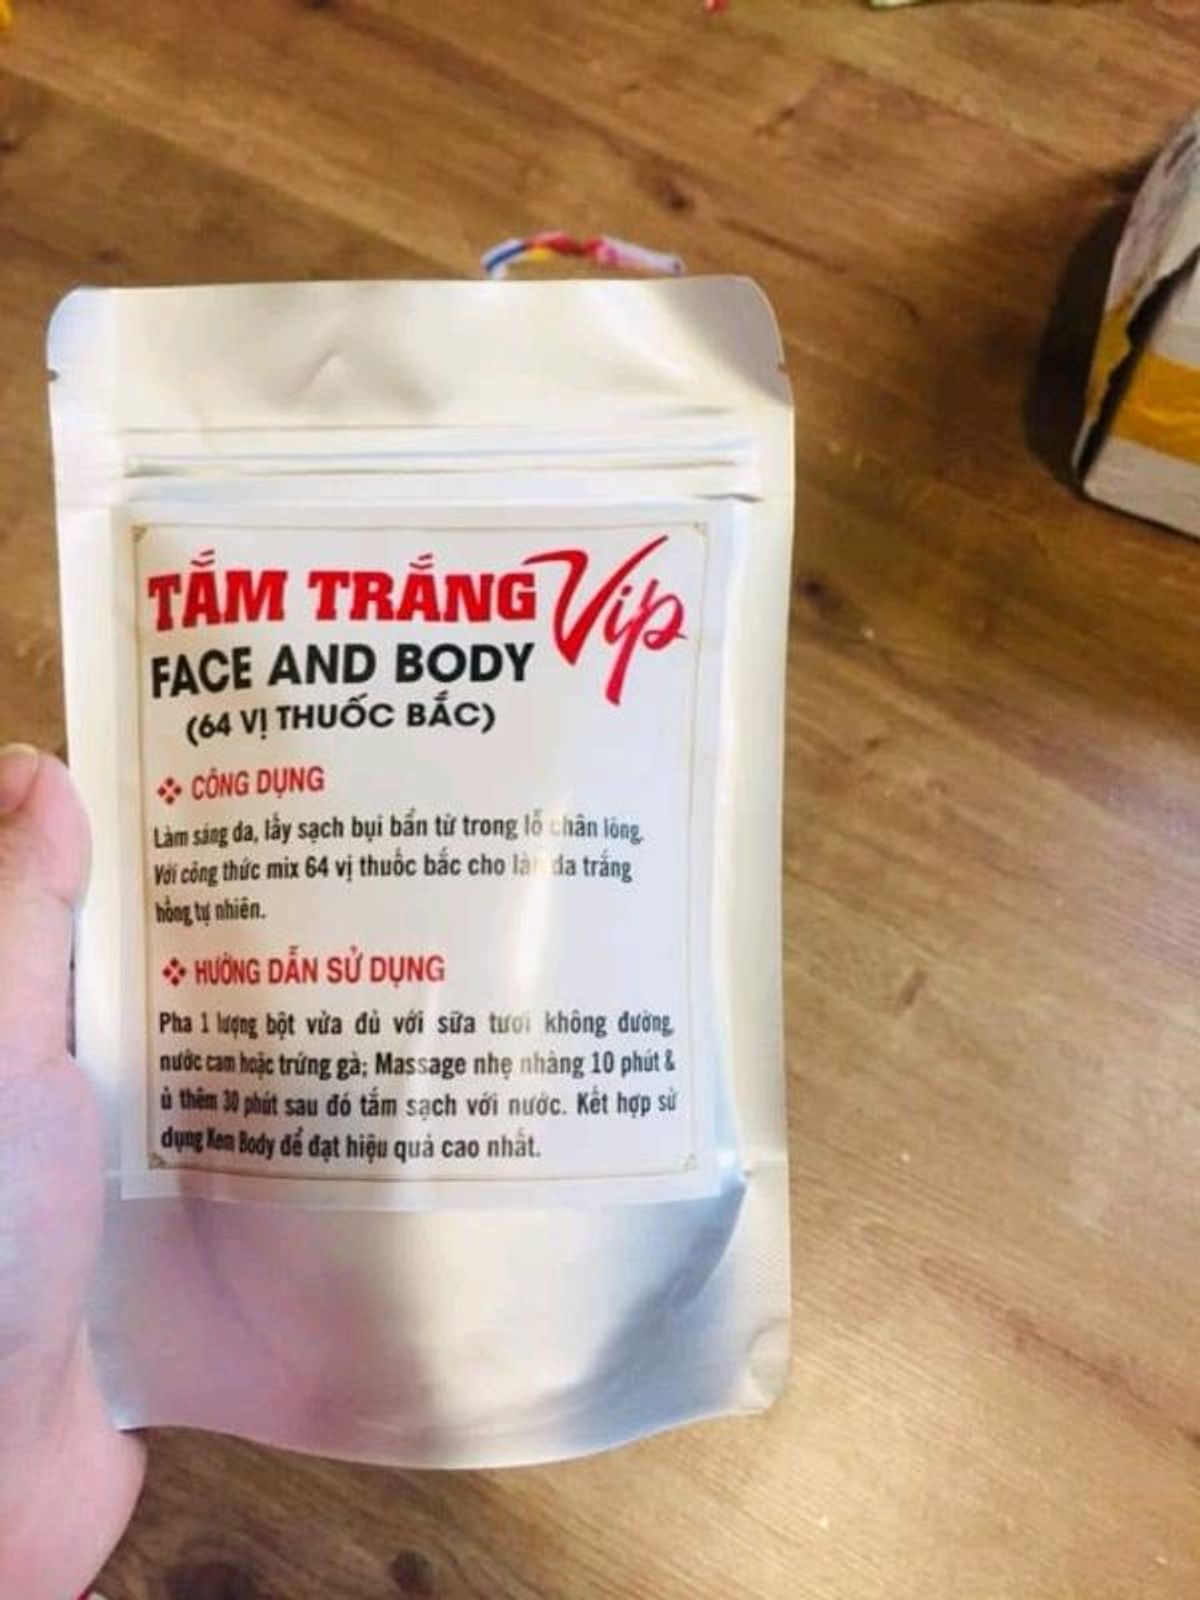 TẮM TRẮNG Vip
FACE AND BODY
(64 VỊ THUỐC BẮC)
❖ CÔNG DỤNG
Làm sáng da, lấy sạch bụi bẩn từ trong lỗ chân lông.
Với công thức mix 64 vị thuốc bắc cho làn da trắng
hồng tự nhiên.
❖ HƯỚNG DẪN SỬ DỤNG
Pha 1 lượng bột vừa đủ với sữa tươi không đường,
nước cam hoặc trứng gà; Massage nhẹ nhàng 10 phút &
ủ thêm 30 phút sau đó tắm sạch với nước. Kết hợp sử
dụng Kem Body để đạt hiệu quả cao nhất.